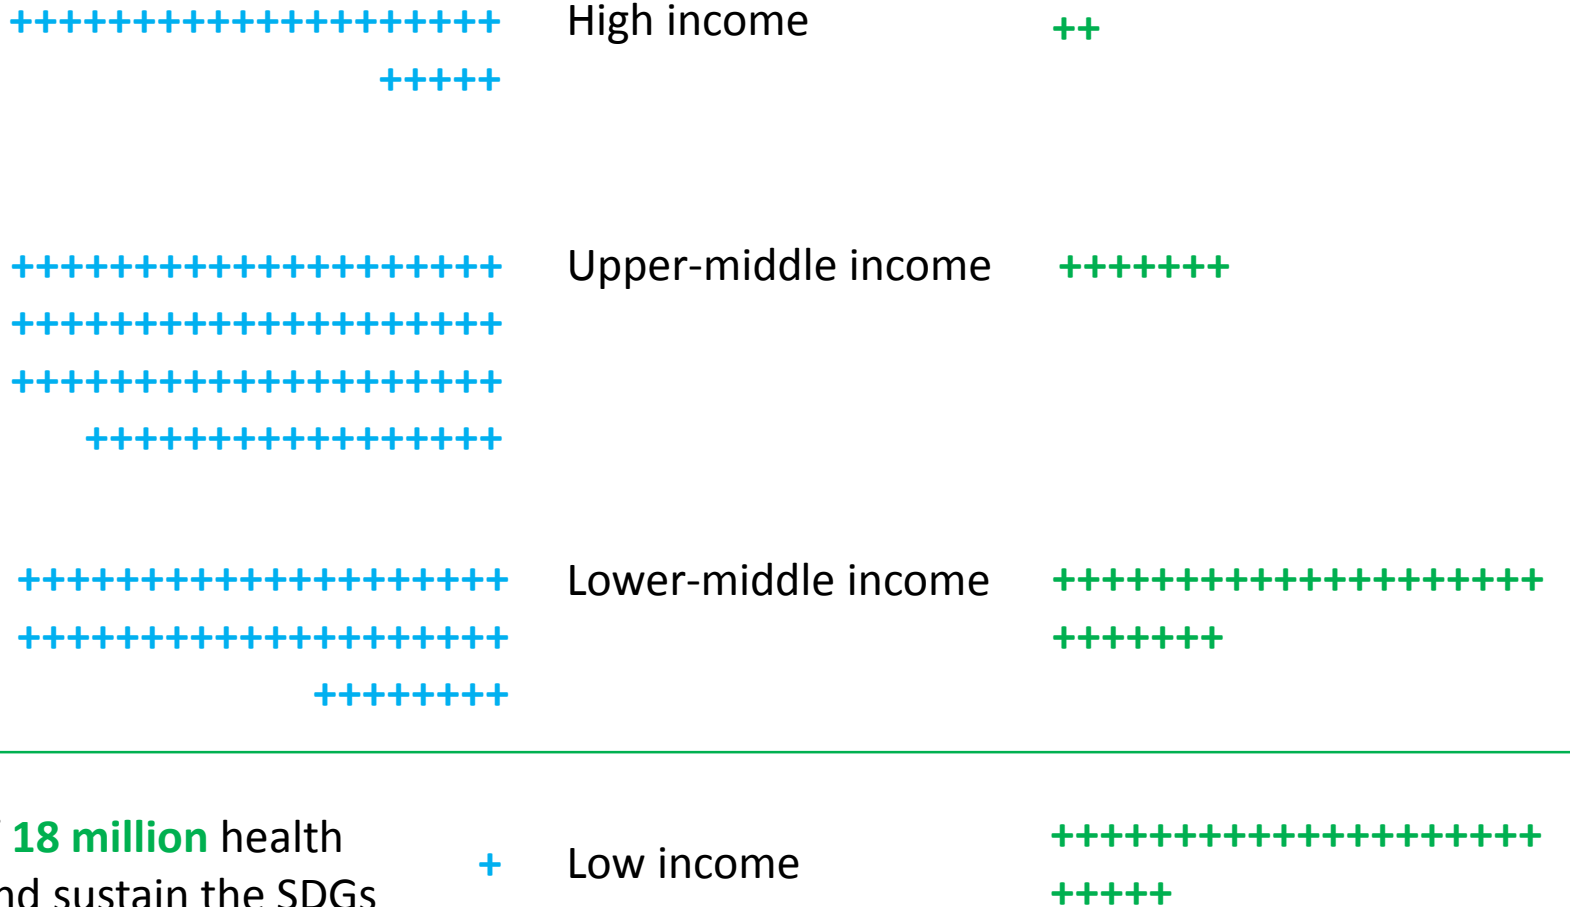 ++++++++++++++++++++ High income ++
+++++
++++++++++++++++++++ Upper-middle income +++++++
++++++++++++++++++++
++++++++++++++++++++
+++++++++++++++++
++++++++++++++++++++ Lower-middle income ++++++++++++++++++++
++++++++++++++++++++ +++++++
++++++++
18 million health
nd sustain the SDGs
+ Low income
++++++++++++++++++++
+++++